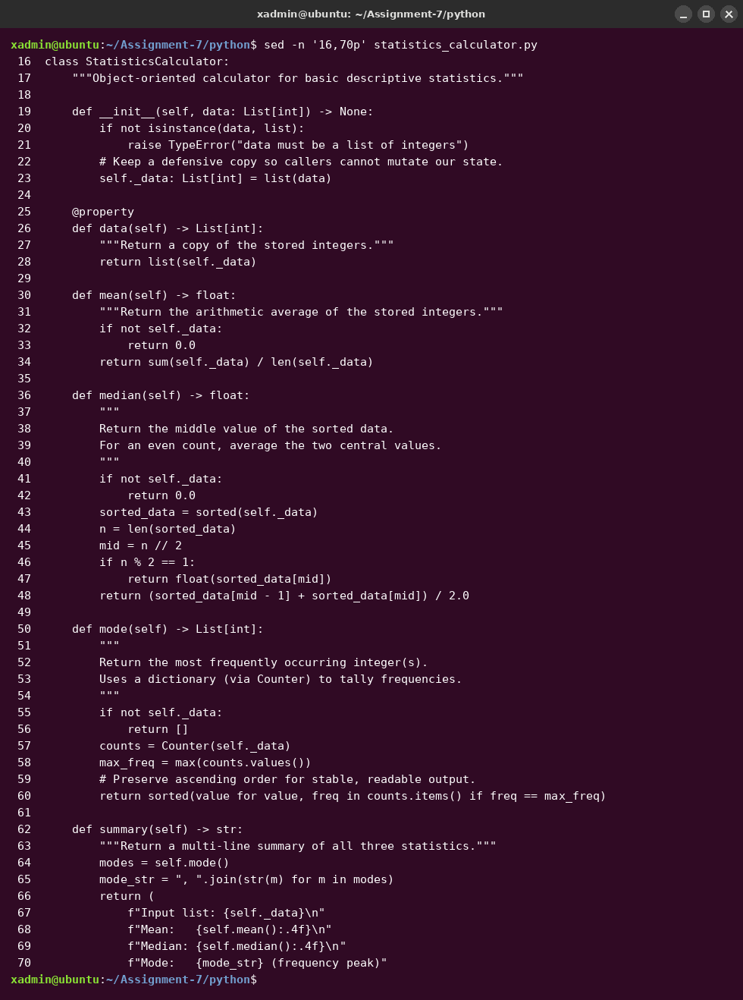 xadmin@ubuntu: ~/Assignment-7/python
xadmin@ubuntu:~/Assignment-7/python$ sed -n '16,70p' statistics_calculator.py
 16  class StatisticsCalculator:
 17      """Object-oriented calculator for basic descriptive statistics."""
 18
 19      def __init__(self, data: List[int]) -> None:
 20          if not isinstance(data, list):
 21              raise TypeError("data must be a list of integers")
 22          # Keep a defensive copy so callers cannot mutate our state.
 23          self._data: List[int] = list(data)
 24
 25      @property
 26      def data(self) -> List[int]:
 27          """Return a copy of the stored integers."""
 28          return list(self._data)
 29
 30      def mean(self) -> float:
 31          """Return the arithmetic average of the stored integers."""
 32          if not self._data:
 33              return 0.0
 34          return sum(self._data) / len(self._data)
 35
 36      def median(self) -> float:
 37          """
 38          Return the middle value of the sorted data.
 39          For an even count, average the two central values.
 40          """
 41          if not self._data:
 42              return 0.0
 43          sorted_data = sorted(self._data)
 44          n = len(sorted_data)
 45          mid = n // 2
 46          if n % 2 == 1:
 47              return float(sorted_data[mid])
 48          return (sorted_data[mid - 1] + sorted_data[mid]) / 2.0
 49
 50      def mode(self) -> List[int]:
 51          """
 52          Return the most frequently occurring integer(s).
 53          Uses a dictionary (via Counter) to tally frequencies.
 54          """
 55          if not self._data:
 56              return []
 57          counts = Counter(self._data)
 58          max_freq = max(counts.values())
 59          # Preserve ascending order for stable, readable output.
 60          return sorted(value for value, freq in counts.items() if freq == max_freq)
 61
 62      def summary(self) -> str:
 63          """Return a multi-line summary of all three statistics."""
 64          modes = self.mode()
 65          mode_str = ", ".join(str(m) for m in modes)
 66          return (
 67              f"Input list: {self._data}\n"
 68              f"Mean:   {self.mean():.4f}\n"
 69              f"Median: {self.median():.4f}\n"
 70              f"Mode:   {mode_str} (frequency peak)"
xadmin@ubuntu:~/Assignment-7/python$